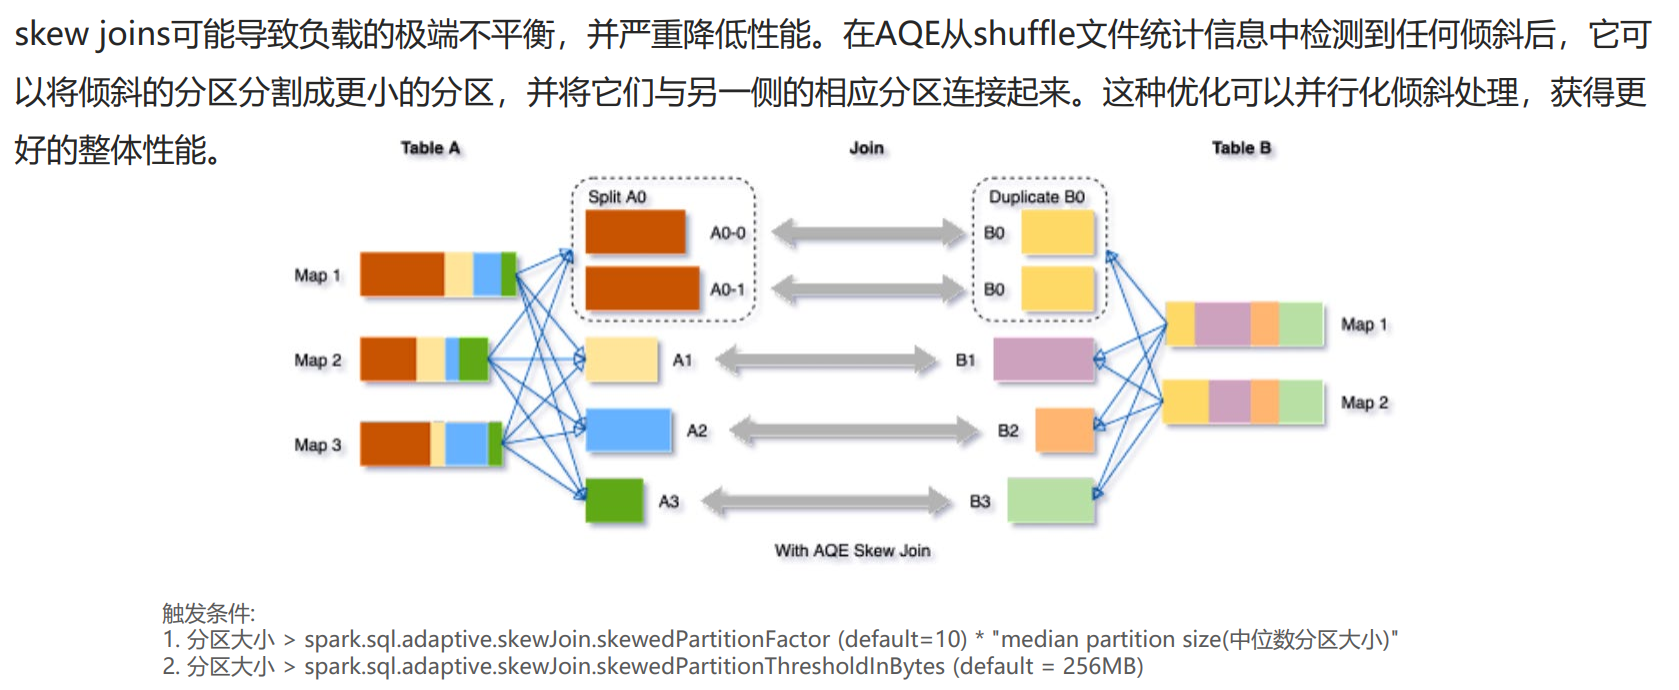 skew joins可能导致负载的极端不平衡，并严重降低性能。在AQE从shuffle文件统计信息中检测到任何倾斜后，它可
以将倾斜的分区分割成更小的分区，并将它们与另一侧的相应分区连接起来。这种优化可以并行化倾斜处理，获得更
好的整体性能。
Table A
Join
Table B
Split A0
Duplicate B0
A0-0
B0
A0-1
B0
Map 1
Map 1
Map 2
A1
B1
Map 2
A2
B2
Map 3
A3
B3
With AQE Skew Join
触发条件:
1. 分区大小 > spark.sql.adaptive.skewJoin.skewedPartitionFactor (default=10) * "median partition size(中位数分区大小)"
2. 分区大小 > spark.sql.adaptive.skewJoin.skewedPartitionThresholdInBytes (default = 256MB)